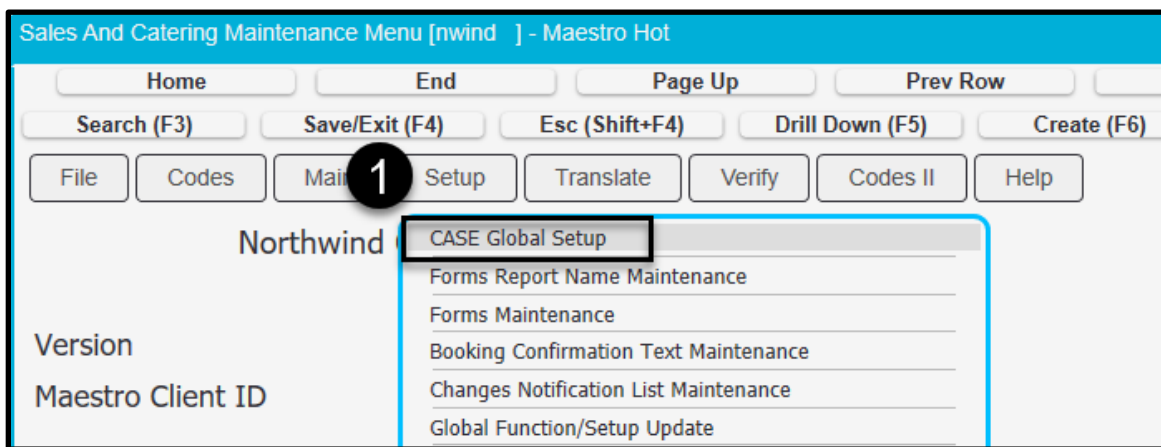 Sales And Catering Maintenance Menu [nwind ] - Maestro Hot
Home End Page Up Prev Row
Search (F3) Save/Exit (F4) Esc (Shift+F4) Drill Down (F5) Create (F6)
File Codes Mai 1 Setup Translate Verify Codes II Help
Northwind
CASE Global Setup
Forms Report Name Maintenance
Forms Maintenance
Version
Booking Confirmation Text Maintenance
Maestro Client ID
Changes Notification List Maintenance
Global Function/Setup Update